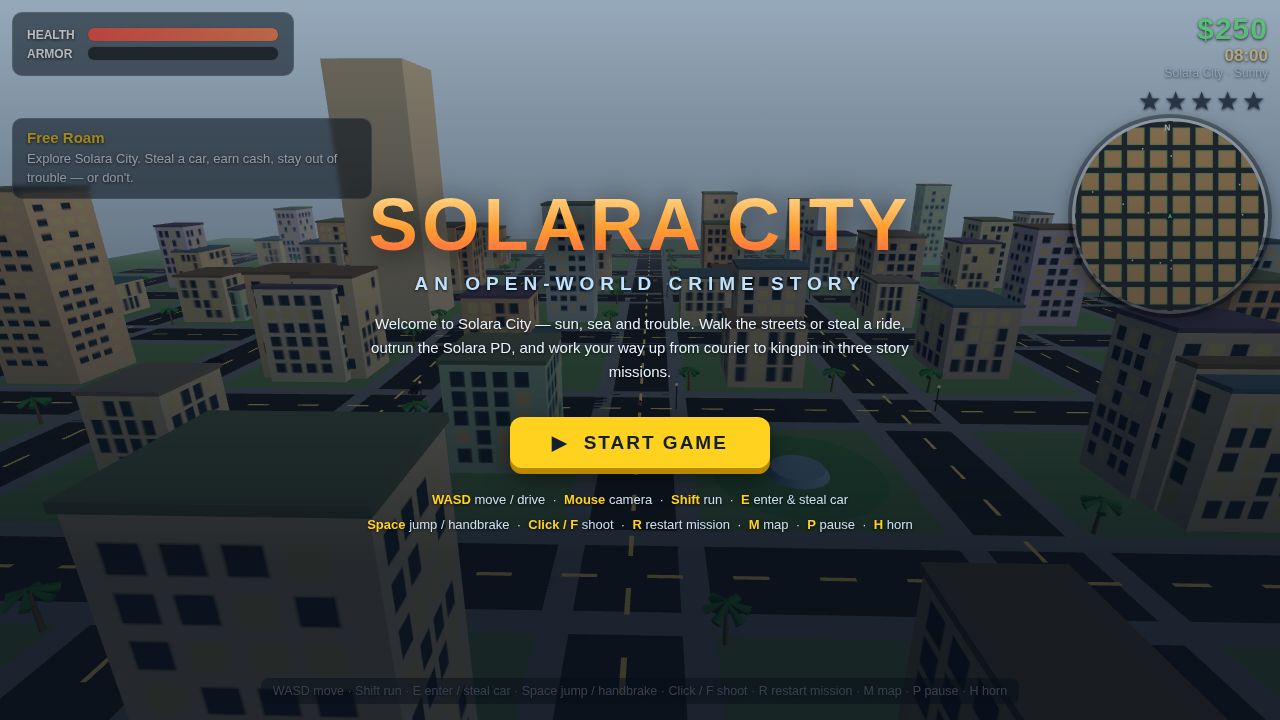 HEALTH
ARMOR
$250
08:00
Solara City · Sunny
★★★★★
N
Free Roam
Explore Solara City. Steal a car, earn cash, stay out of
trouble — or don't.
SOLARA CITY
AN OPEN-WORLD CRIME STORY
Welcome to Solara City — sun, sea and trouble. Walk the streets or steal a ride,
outrun the Solara PD, and work your way up from courier to kingpin in three story
missions.
▶ START GAME
WASD move / drive · Mouse camera · Shift run · E enter & steal car
Space jump / handbrake · Click / F shoot · R restart mission · M map · P pause · H horn
WASD move · Shift run · E enter / steal car · Space jump / handbrake · Click / F shoot · R restart mission · M map · P pause · H horn